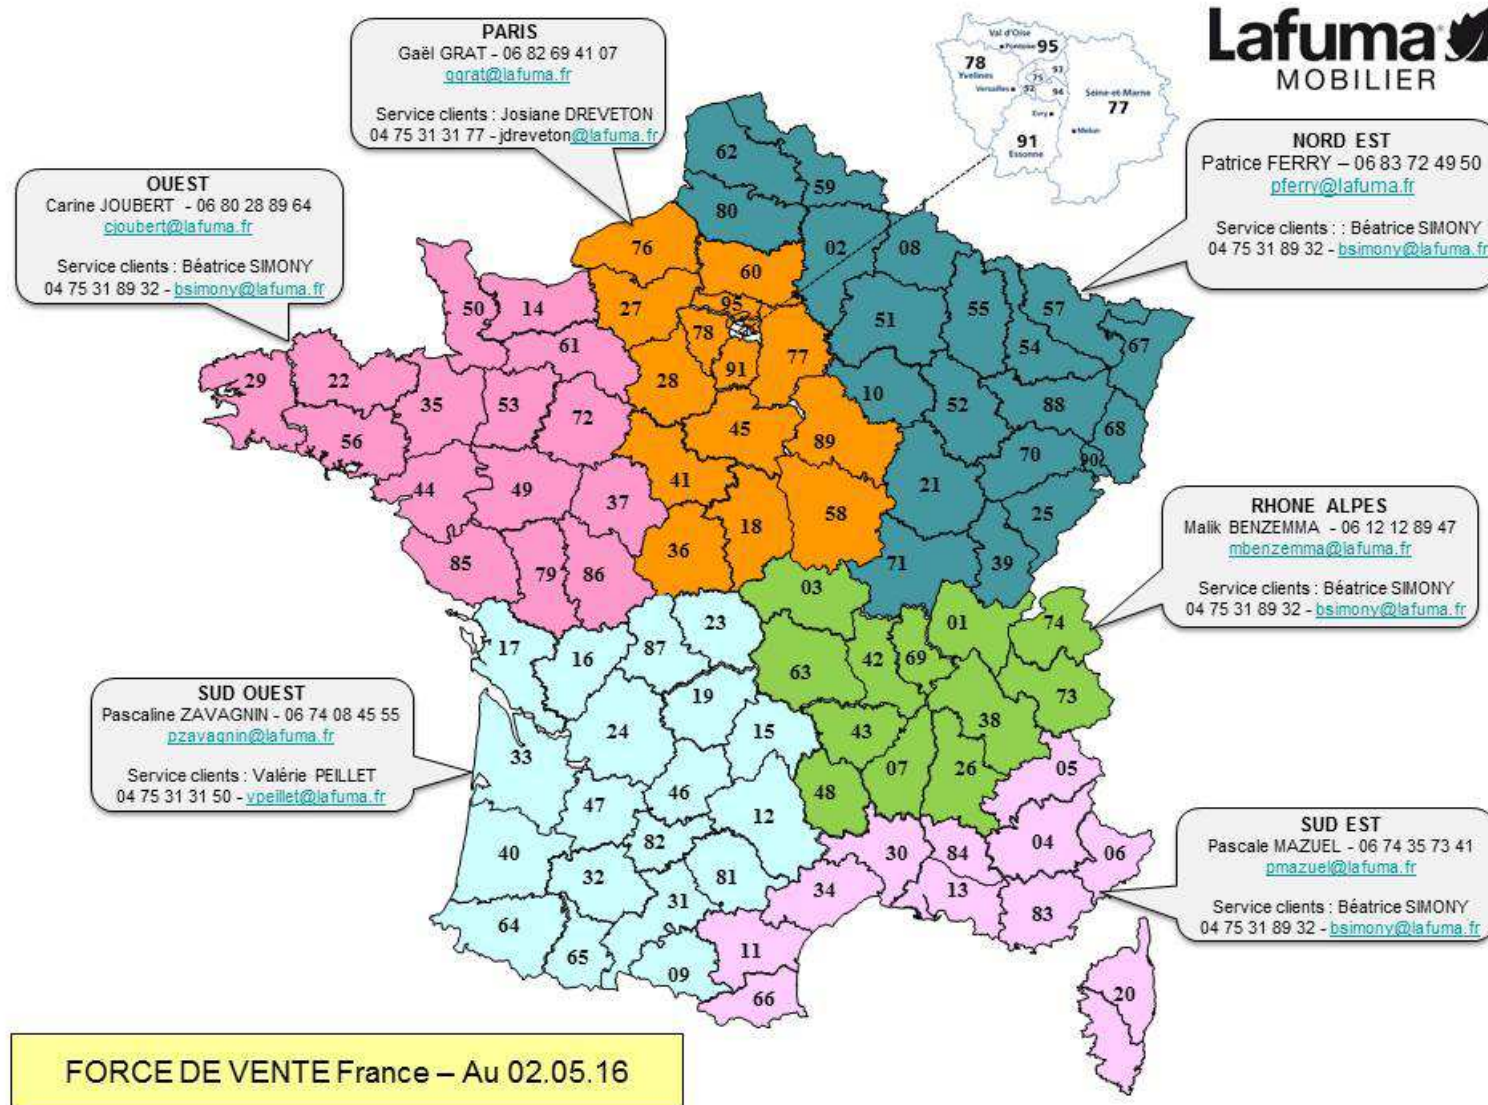 PARIS
Gaël GRAT - 06 82 69 41 07
ggrat@lafuma.fr
Service clients : Josiane DREVETON
04 75 31 31 77 - jdreveton@lafuma.fr
Val d'Oise
Pontoise 95
78
Yvelines
Versailles
75
93
92
94
Seine-et-Marne
77
Evry
Melun
91
Essonne
Lafuma
MOBILIER
OUEST
Carine JOUBERT - 06 80 28 89 64
cjoubert@lafuma.fr
Service clients : Béatrice SIMONY
04 75 31 89 32 - bsimony@lafuma.fr
NORD EST
Patrice FERRY – 06 83 72 49 50
pferry@lafuma.fr
Service clients : : Béatrice SIMONY
04 75 31 89 32 - bsimony@lafuma.fr
62
59
80
76
02
08
60
50
14
27
95
51
55
57
78
54
67
61
77
29
22
28
91
10
52
88
35
53
72
68
56
45
89
70
90
41
21
44
49
37
18
58
25
36
85
79
86
71
39
RHONE ALPES
Malik BENZEMMA - 06 12 12 89 47
mbenzemma@lafuma.fr
Service clients : Béatrice SIMONY
04 75 31 89 32 - bsimony@lafuma.fr
03
23
01
74
17
16
87
63
42
69
19
73
24
15
43
38
33
48
07
26
05
47
46
12
40
82
30
84
04
06
32
81
34
13
31
83
64
65
09
11
66
20
SUD OUEST
Pascaline ZAVAGNIN - 06 74 08 45 55
pzavagnin@lafuma.fr
Service clients : Valérie PEILLET
04 75 31 31 50 - vpeillet@lafuma.fr
SUD EST
Pascale MAZUEL - 06 74 35 73 41
pmazuel@lafuma.fr
Service clients : Béatrice SIMONY
04 75 31 89 32 - bsimony@lafuma.fr
FORCE DE VENTE France – Au 02.05.16